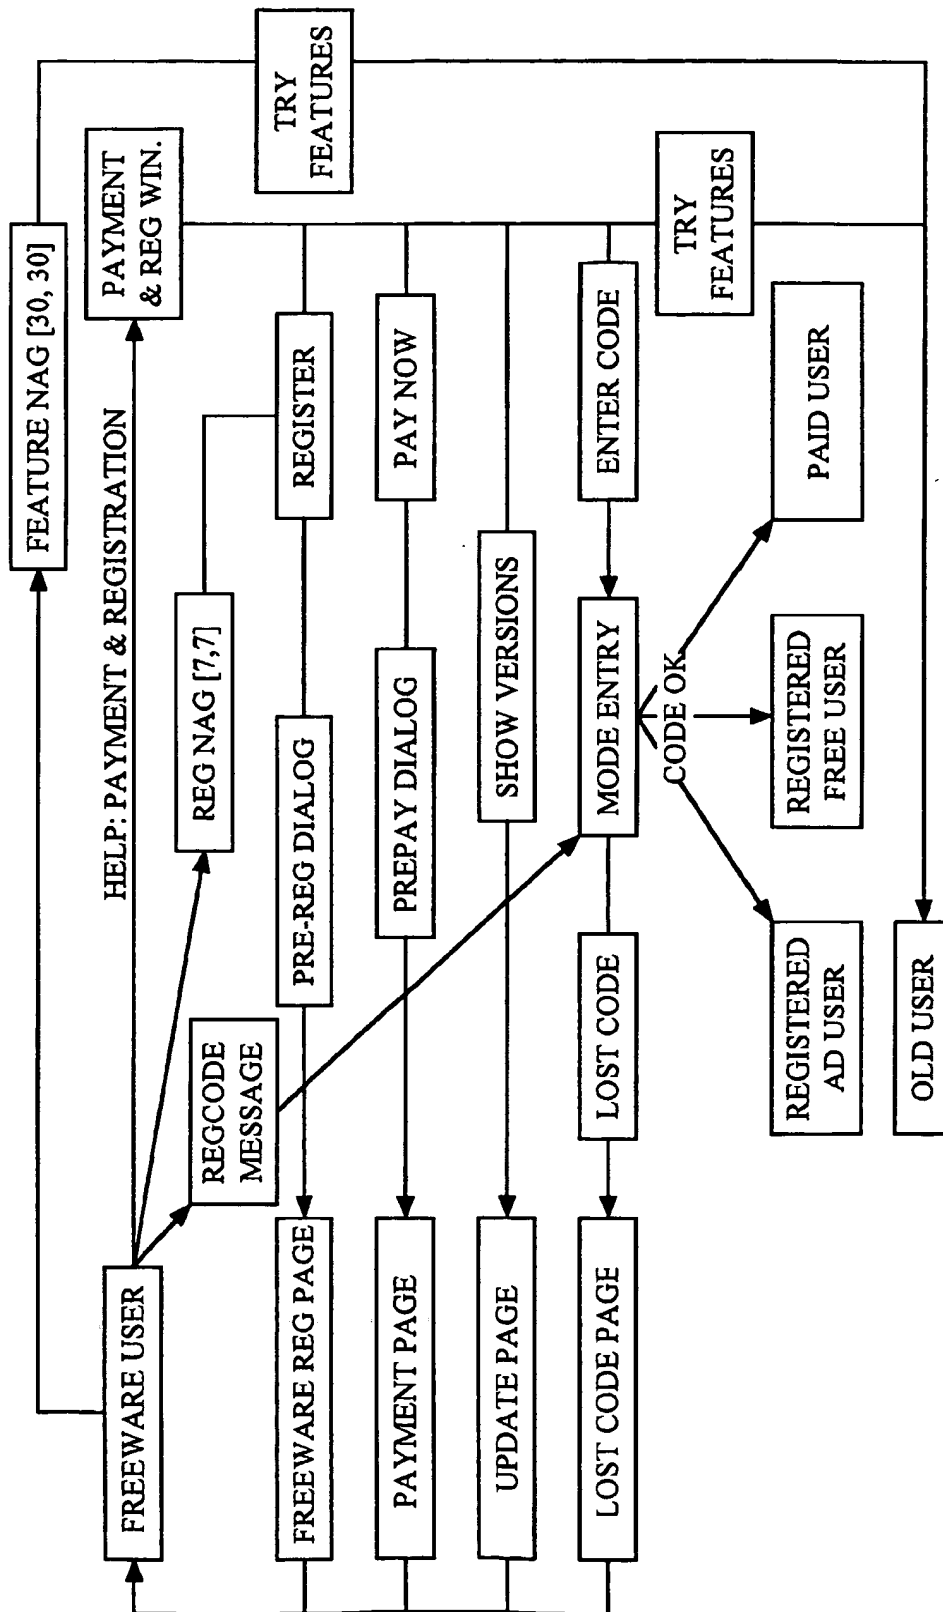 FEATURE NAG [30, 30]
TRY
FEATURES
FREEWARE USER
HELP: PAYMENT & REGISTRATION
PAYMENT
& REG WIN.
REG NAG [7,7]
REGCODE
MESSAGE
FREEWARE REG PAGE
PRE-REG DIALOG
REGISTER
PAYMENT PAGE
PREPAY DIALOG
PAY NOW
UPDATE PAGE
SHOW VERSIONS
LOST CODE PAGE
LOST CODE
MODE ENTRY
ENTER CODE
TRY
FEATURES
CODE OK
REGISTERED
AD USER
REGISTERED
FREE USER
PAID USER
OLD USER